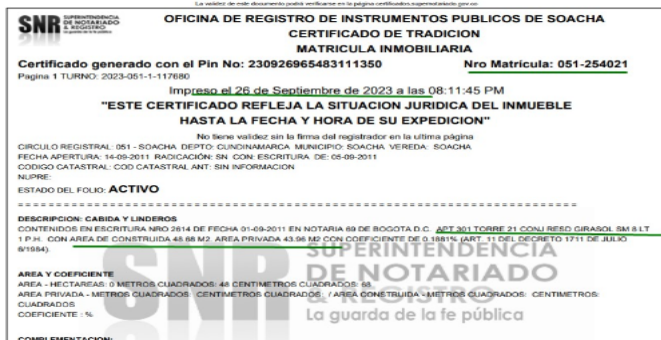 La validez de este documento podrá verificarse en la página certificados.supernotariado.gov.co
SNR SUPERINTENDENCIA DE NOTARIADO & REGISTRO La guarda de la fe pública
OFICINA DE REGISTRO DE INSTRUMENTOS PUBLICOS DE SOACHA
CERTIFICADO DE TRADICION
MATRICULA INMOBILIARIA
Certificado generado con el Pin No: 230926965483111350 Nro Matrícula: 051-254021
Pagina 1 TURNO: 2023-051-1-117680
Impreso el 26 de Septiembre de 2023 a las 08:11:45 PM
"ESTE CERTIFICADO REFLEJA LA SITUACION JURIDICA DEL INMUEBLE
HASTA LA FECHA Y HORA DE SU EXPEDICION"
No tiene validez sin la firma del registrador en la ultima página
CIRCULO REGISTRAL: 051 - SOACHA DEPTO: CUNDINAMARCA MUNICIPIO: SOACHA VEREDA: SOACHA
FECHA APERTURA: 14-09-2011 RADICACIÓN: SN CON: ESCRITURA DE: 05-09-2011
CODIGO CATASTRAL: COD CATASTRAL ANT: SIN INFORMACION
NUPRE:
ESTADO DEL FOLIO: ACTIVO
DESCRIPCION: CABIDA Y LINDEROS
CONTENIDOS EN ESCRITURA NRO 2614 DE FECHA 01-09-2011 EN NOTARIA 69 DE BOGOTA D.C. APT 301 TORRE 21 CONJ RESD GIRASOL SM 8 LT
1 P.H. CON AREA DE CONSTRUIDA 48.68 M2. AREA PRIVADA 43.96 M2 CON COEFICIENTE DE 0.1881% (ART. 11 DEL DECRETO 1711 DE JULIO
6/1984).
SNR SUPERINTENDENCIA
DE NOTARIADO
& REGISTRO
La guarda de la fe pública
AREA Y COEFICIENTE
AREA - HECTAREAS: 0 METROS CUADRADOS: 48 CENTIMETROS CUADRADOS: 68
AREA PRIVADA - METROS CUADRADOS: CENTIMETROS CUADRADOS: / AREA CONSTRUIDA - METROS CUADRADOS: CENTIMETROS:
CUADRADOS
COEFICIENTE : %
COMPLEMENTACION: